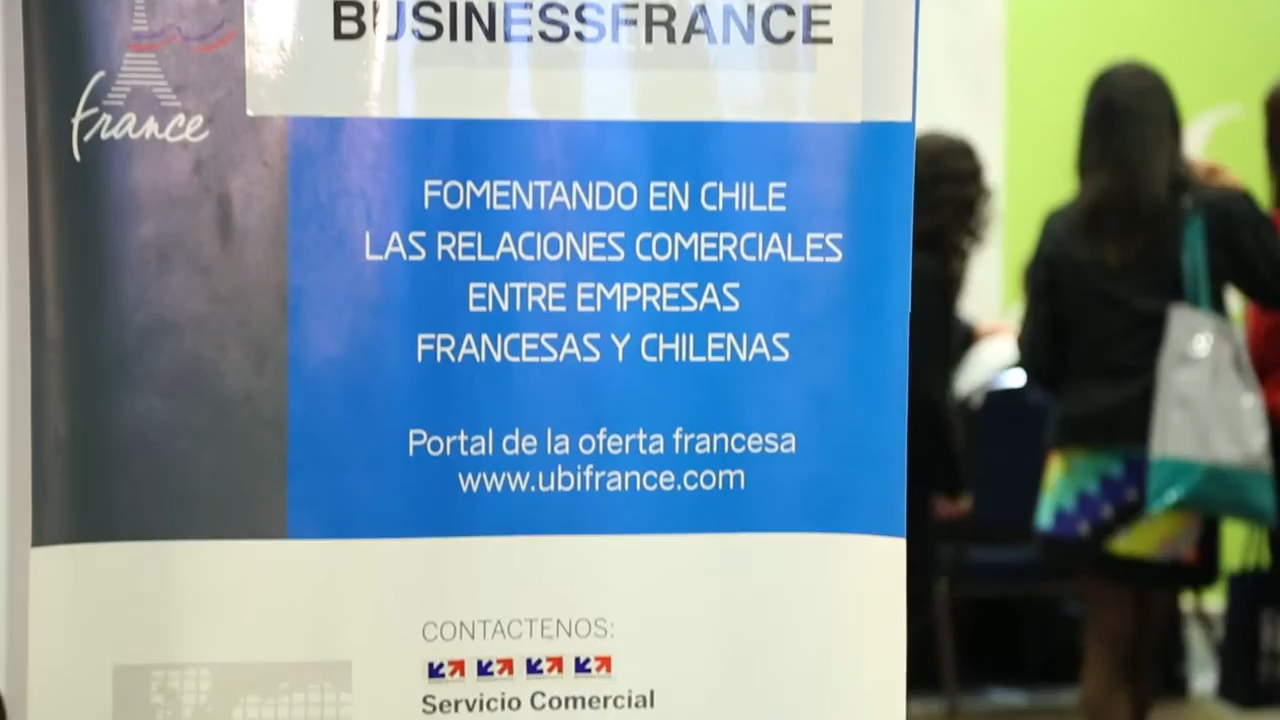 BUSINESSFRANCE
france
FOMENTANDO EN CHILE
LAS RELACIONES COMERCIALES
ENTRE EMPRESAS
FRANCESAS Y CHILENAS
Portal de la oferta francesa
www.ubifrance.com
CONTACTENOS:
Servicio Comercial